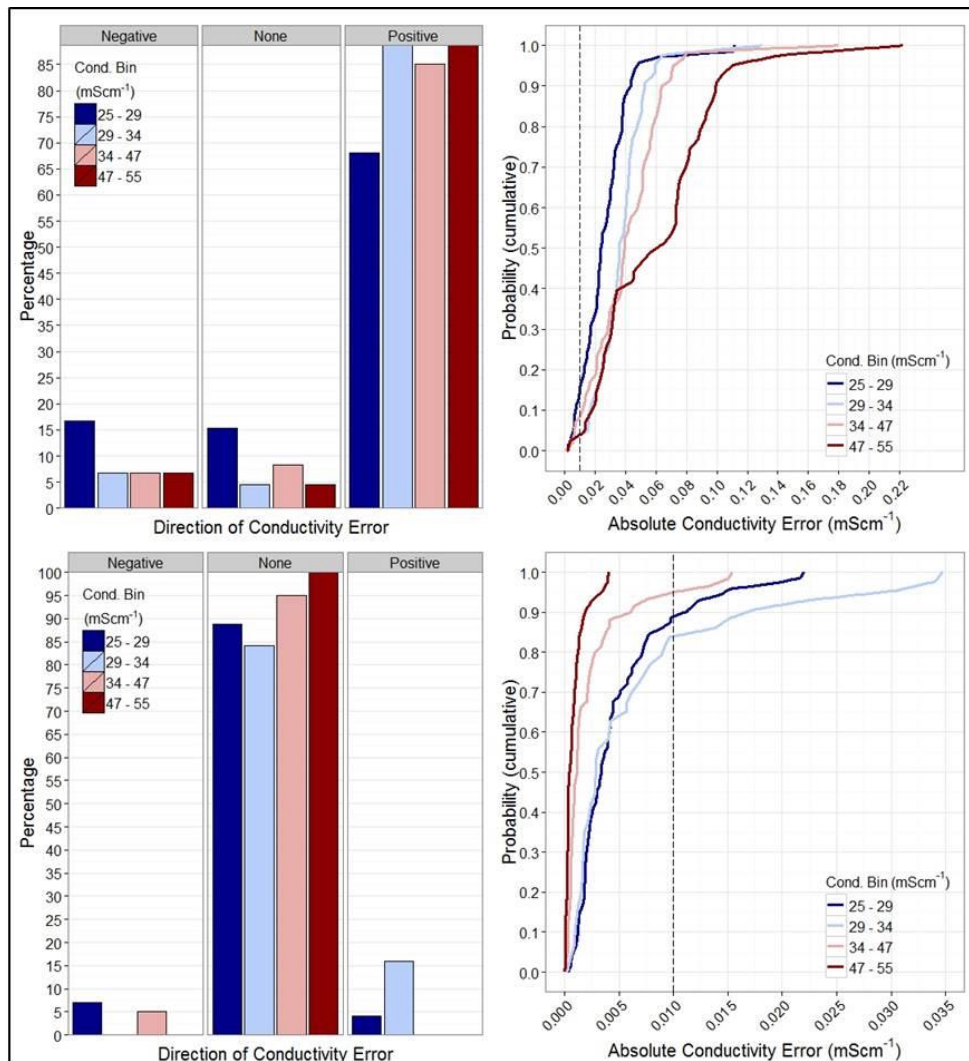 Negative None Positive
Cond. Bin
(mScm⁻¹)
25 - 29
29 - 34
34 - 47
47 - 55
Percentage
85
80
75
70
65
60
55
50
45
40
35
30
25
20
15
10
5
0
Direction of Conductivity Error
Probability (cumulative)
1.0
0.9
0.8
0.7
0.6
0.5
0.4
0.3
0.2
0.1
0.0
Cond. Bin (mScm⁻¹)
25 - 29
29 - 34
34 - 47
47 - 55
0.00 0.02 0.04 0.06 0.08 0.10 0.12 0.14 0.16 0.18 0.20 0.22
Absolute Conductivity Error (mScm⁻¹)
Negative None Positive
Cond. Bin
(mScm⁻¹)
25 - 29
29 - 34
34 - 47
47 - 55
Percentage
100
95
90
85
80
75
70
65
60
55
50
45
40
35
30
25
20
15
10
5
0
Direction of Conductivity Error
Probability (cumulative)
1.0
0.9
0.8
0.7
0.6
0.5
0.4
0.3
0.2
0.1
0.0
Cond. Bin (mScm⁻¹)
25 - 29
29 - 34
34 - 47
47 - 55
0.000 0.005 0.010 0.015 0.020 0.025 0.030 0.035
Absolute Conductivity Error (mScm⁻¹)